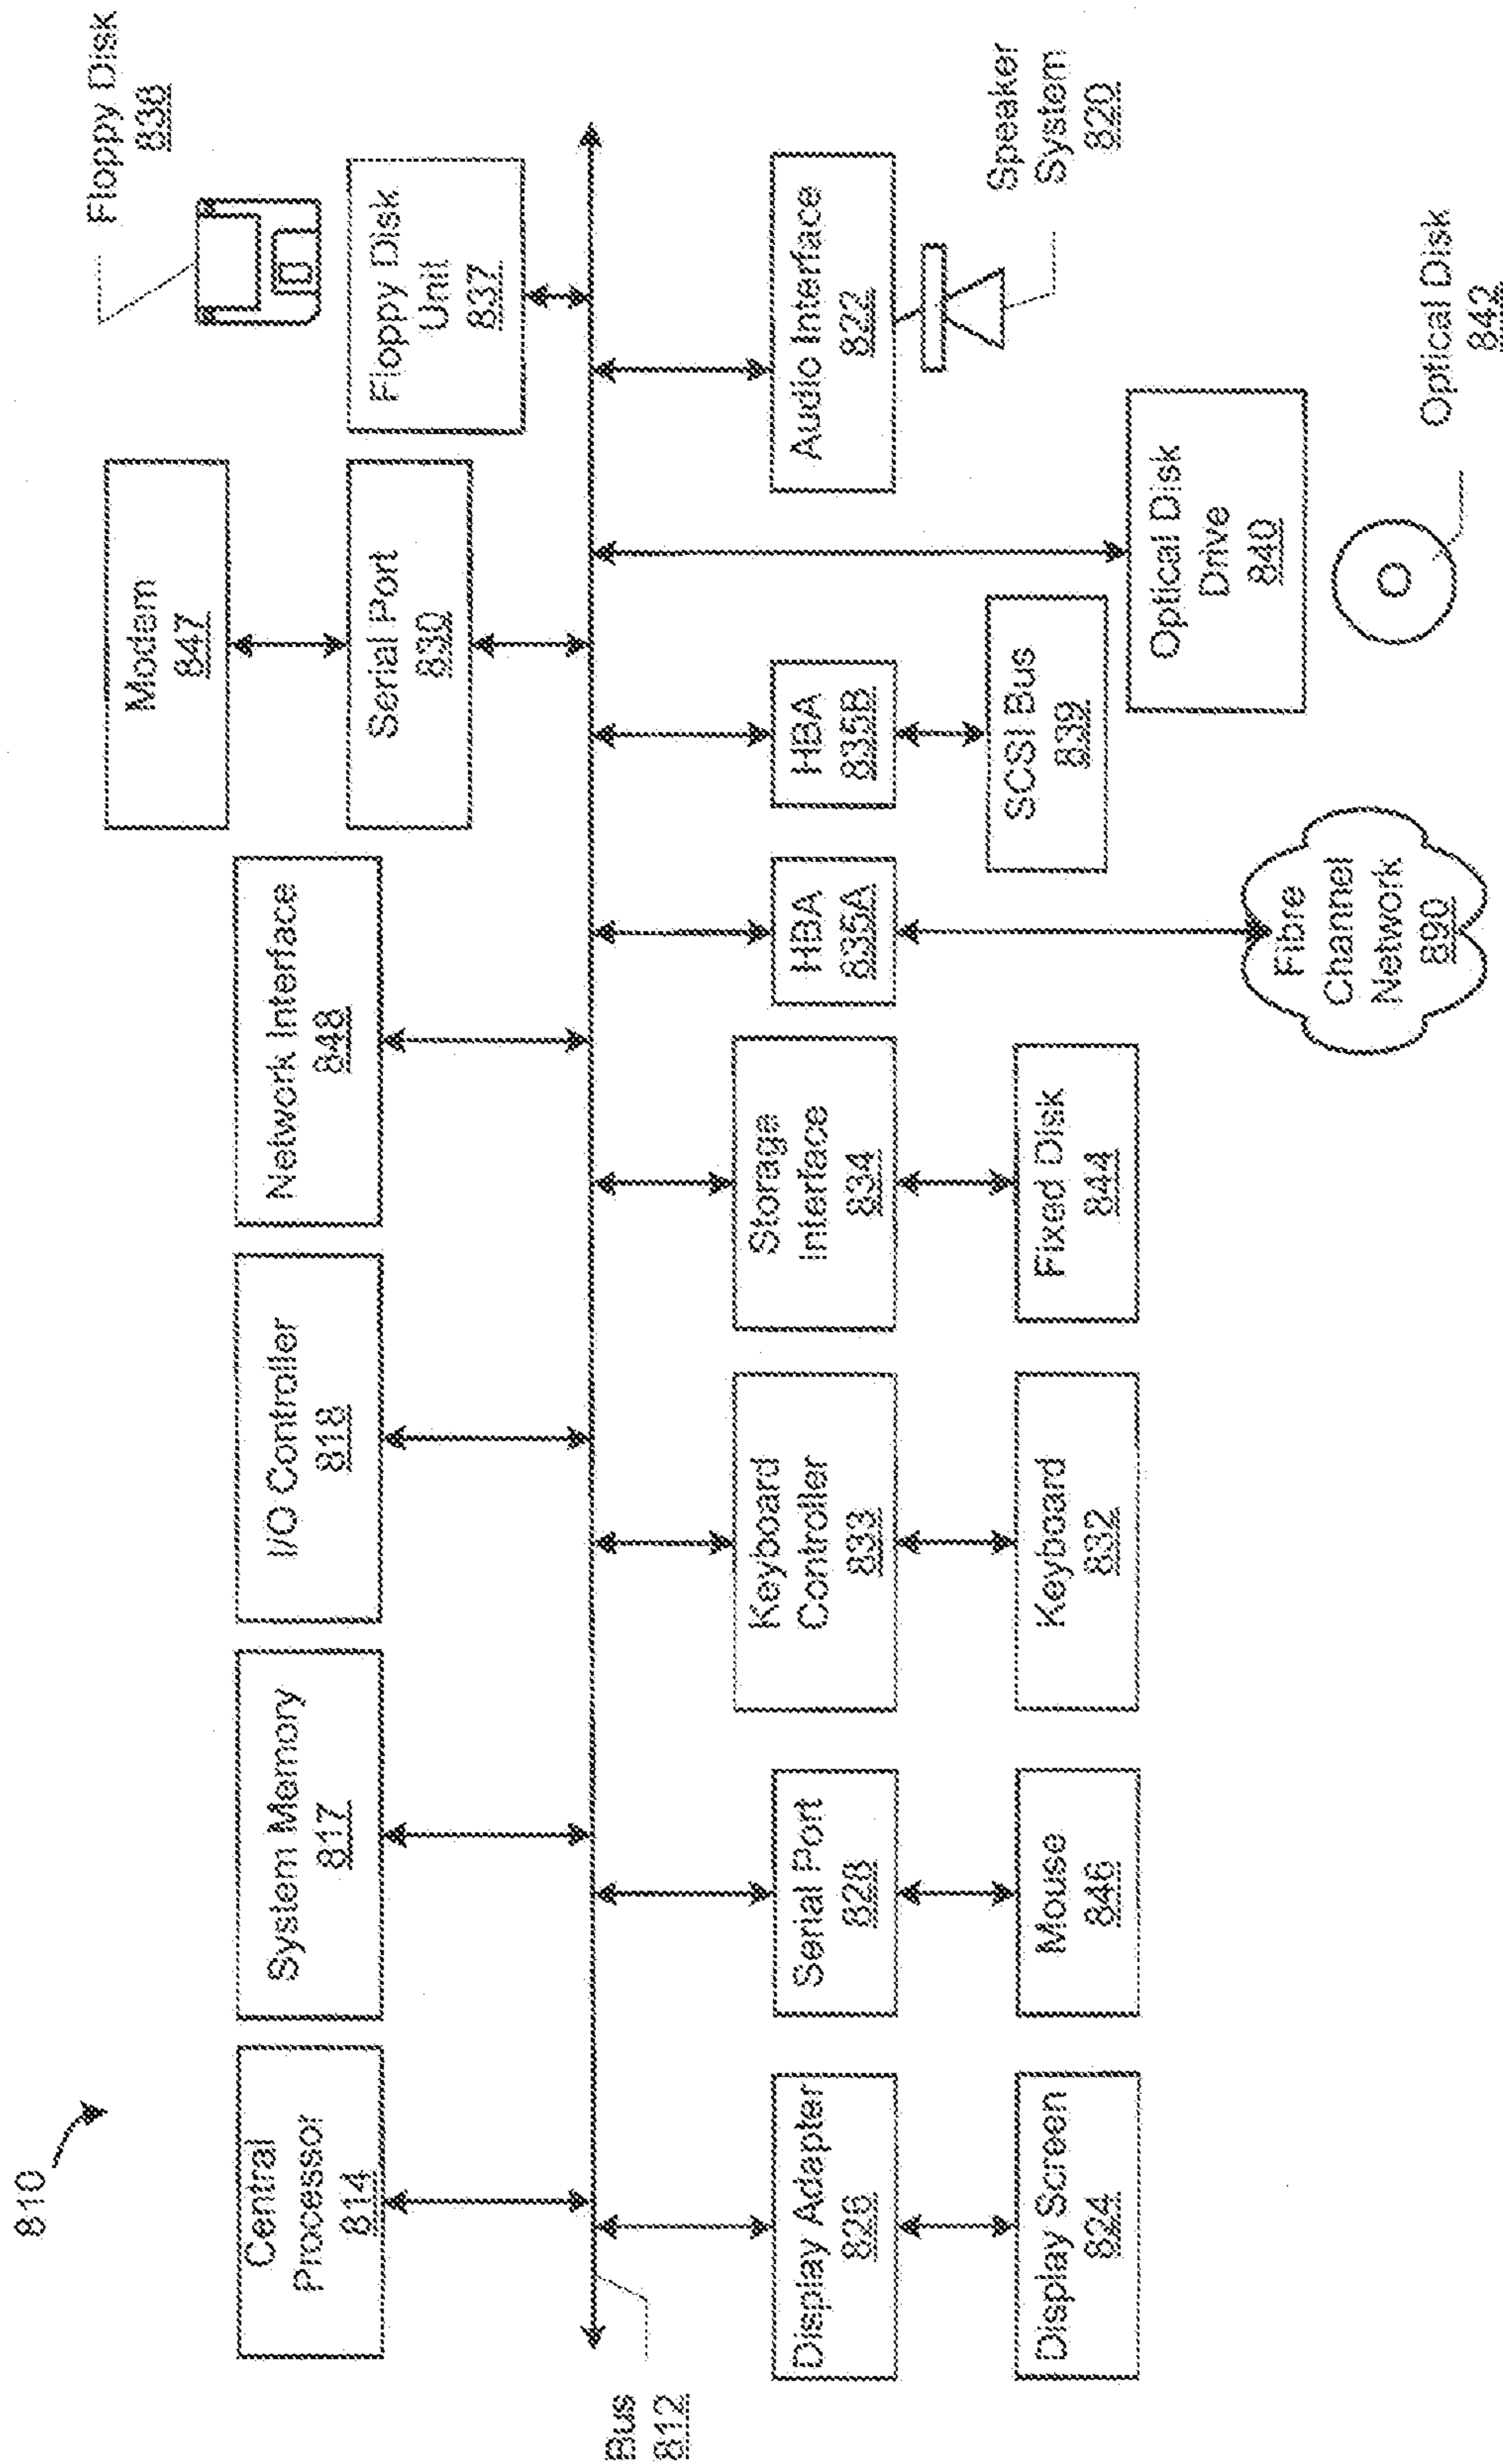 810
Central
Processor
814
System Memory
817
I/O Controller
818
Network Interface
848
Modem
847
Serial Port
830
Floppy Disk
838
Floppy Disk
Unit
837
Bus
812
Display Adapter
826
Display Screen
824
Serial Port
828
Mouse
846
Keyboard
Controller
833
Keyboard
832
Storage
Interface
834
Fixed Disk
844
HBA
835A
Fibre
Channel
Network
890
HBA
835B
SCSI Bus
839
Audio Interface
822
Speaker
System
820
Optical Disk
Drive
840
Optical Disk
842